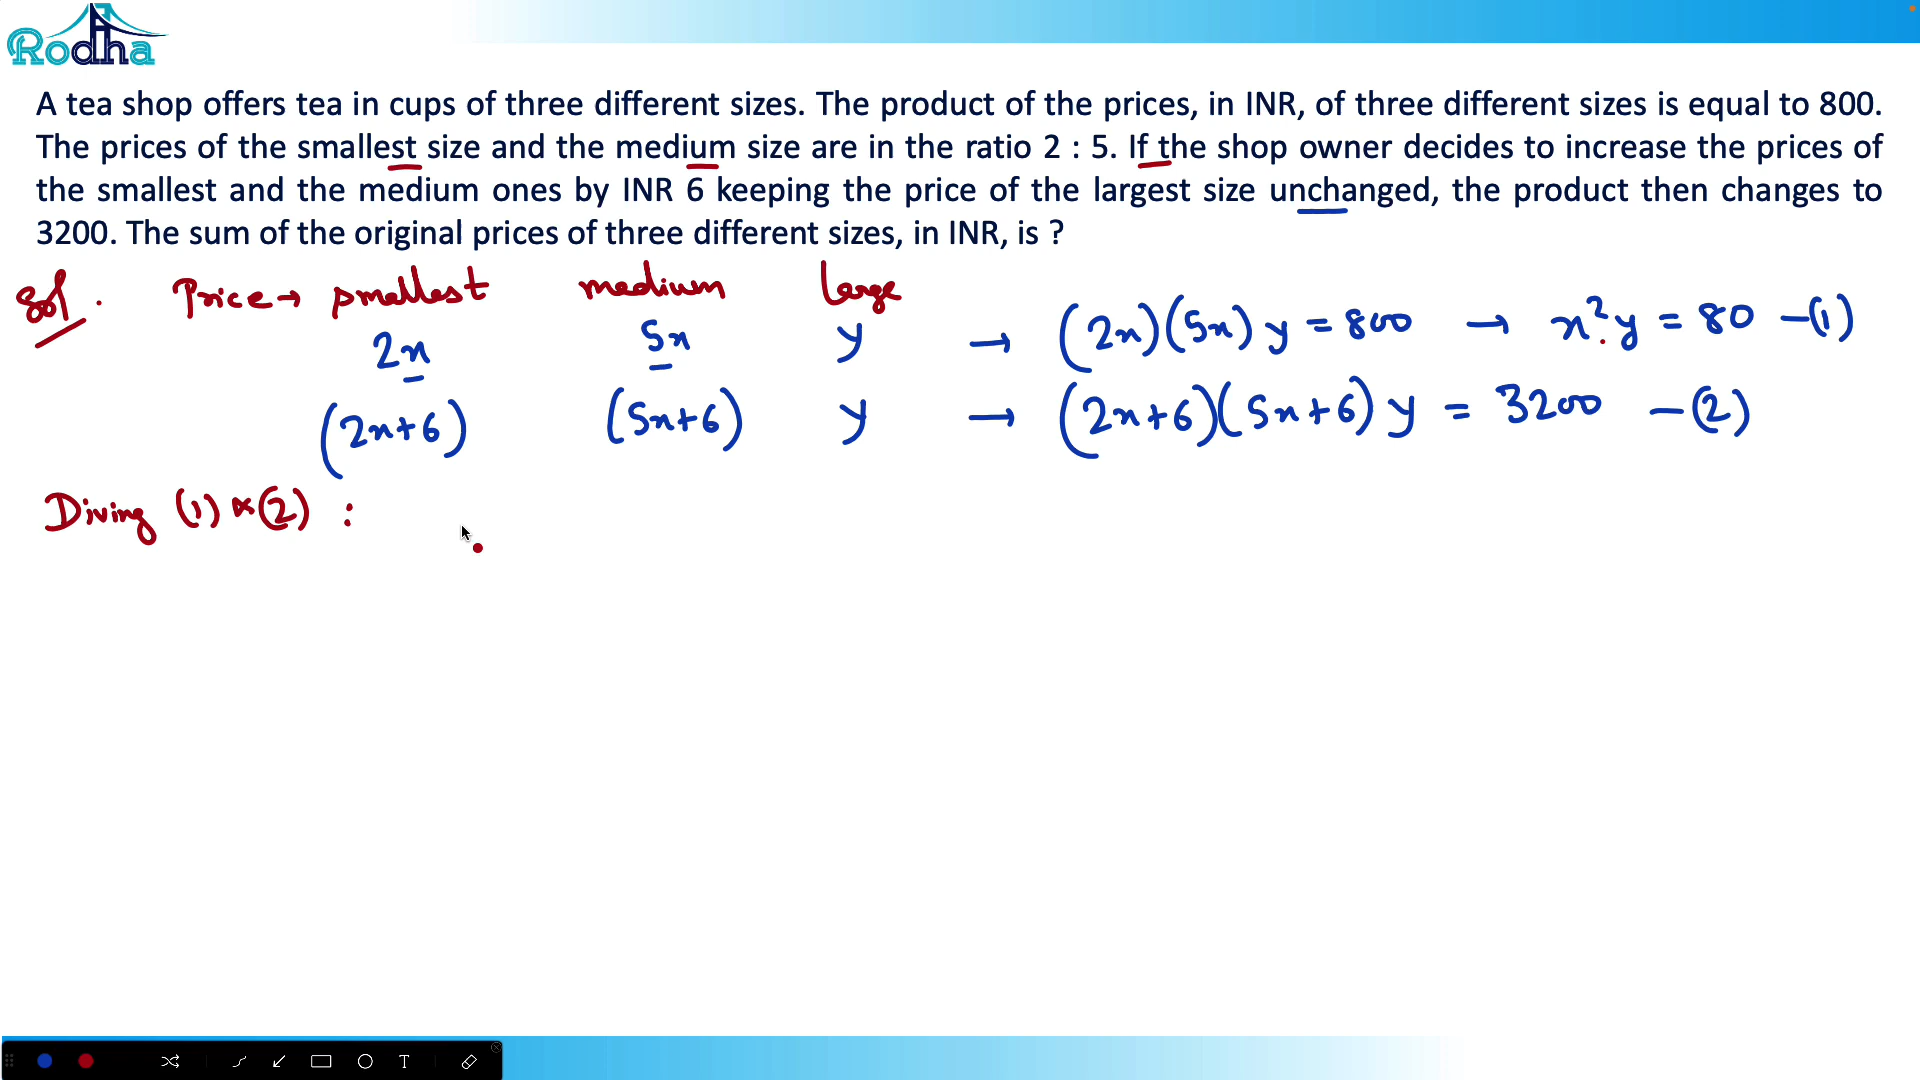 Rodha
A tea shop offers tea in cups of three different sizes. The product of the prices, in INR, of three different sizes is equal to 800.
The prices of the smallest size and the medium size are in the ratio 2 : 5. If the shop owner decides to increase the prices of
the smallest and the medium ones by INR 6 keeping the price of the largest size unchanged, the product then changes to
3200. The sum of the original prices of three different sizes, in INR, is ?
Sol. Price → smallest medium large
2x 5x y → (2x)(5x) y = 800 → x²y = 80 –(1)
(2x+6) (5x+6) y → (2x+6)(5x+6) y = 3200 –(2)
Diving (1) & (2) :
T